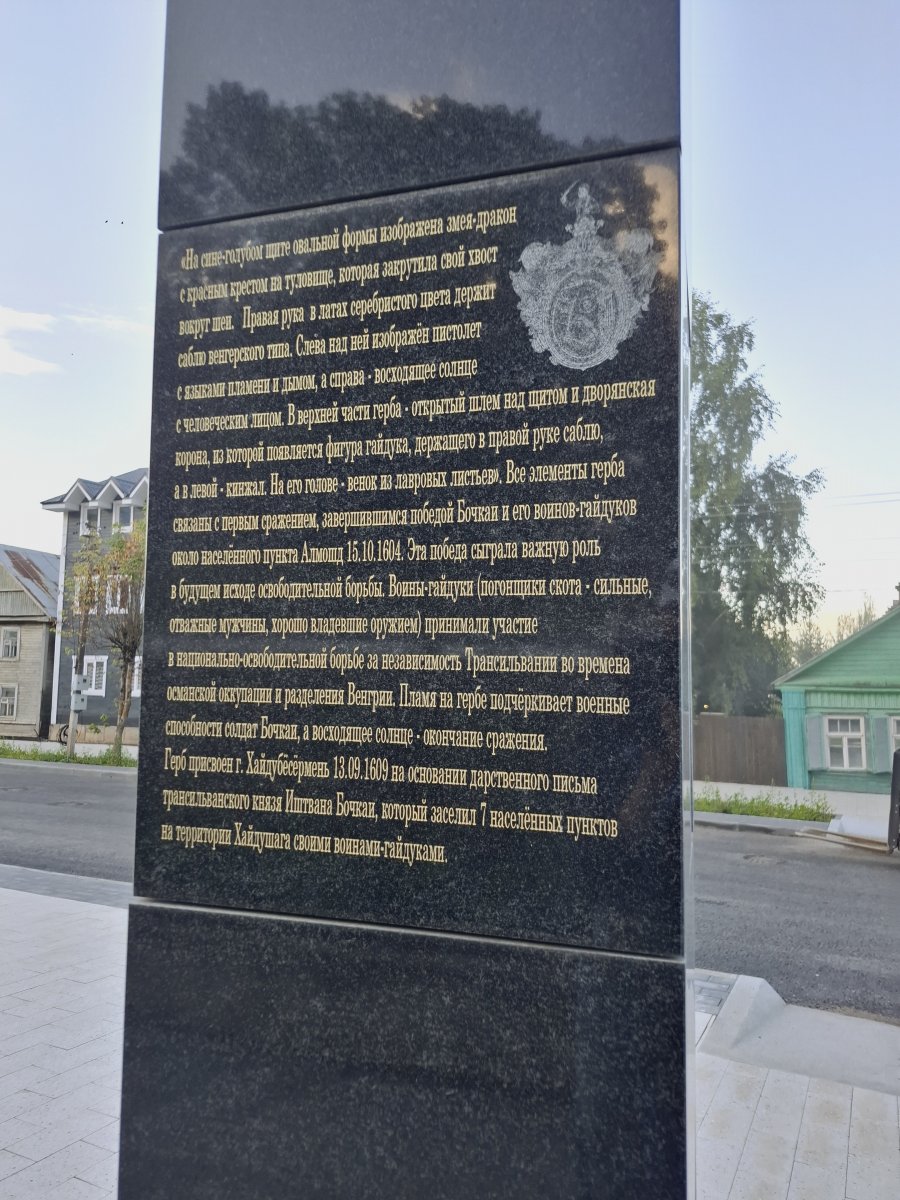 «На сине-голубом щите овальной формы изображена змея-дракон
с красным крестом на туловище, которая закрутила свой хвост
вокруг шеи. Правая рука в латах серебристого цвета держит
саблю венгерского типа. Слева над ней изображён пистолет
с языками пламени и дымом, а справа - восходящее солнце
с человеческим лицом. В верхней части герба - открытый шлем над щитом и дворянская
корона, из которой появляется фигура гайдука, держащего в правой руке саблю,
а в левой - кинжал. На его голове - венок из лавровых листьев». Все элементы герба
связаны с первым сражением, завершившимся победой Бочкаи и его воинов-гайдуков
около населённого пункта Алмошд 15.10.1604. Эта победа сыграла важную роль
в будущем исходе освободительной борьбы. Воины-гайдуки (погонщики скота - сильные,
отважные мужчины, хорошо владевшие оружием) принимали участие
в национально-освободительной борьбе за независимость Трансильвании во времена
османской оккупации и разделения Венгрии. Пламя на гербе подчёркивает военные
способности солдат Бочкаи, а восходящее солнце - окончание сражения.
Герб присвоен г. Хайдубёсёрмень 13.09.1609 на основании дарственного письма
трансильванского князя Иштвана Бочкаи, который заселил 7 населённых пунктов
на территории Хайдушага своими воинами-гайдуками.